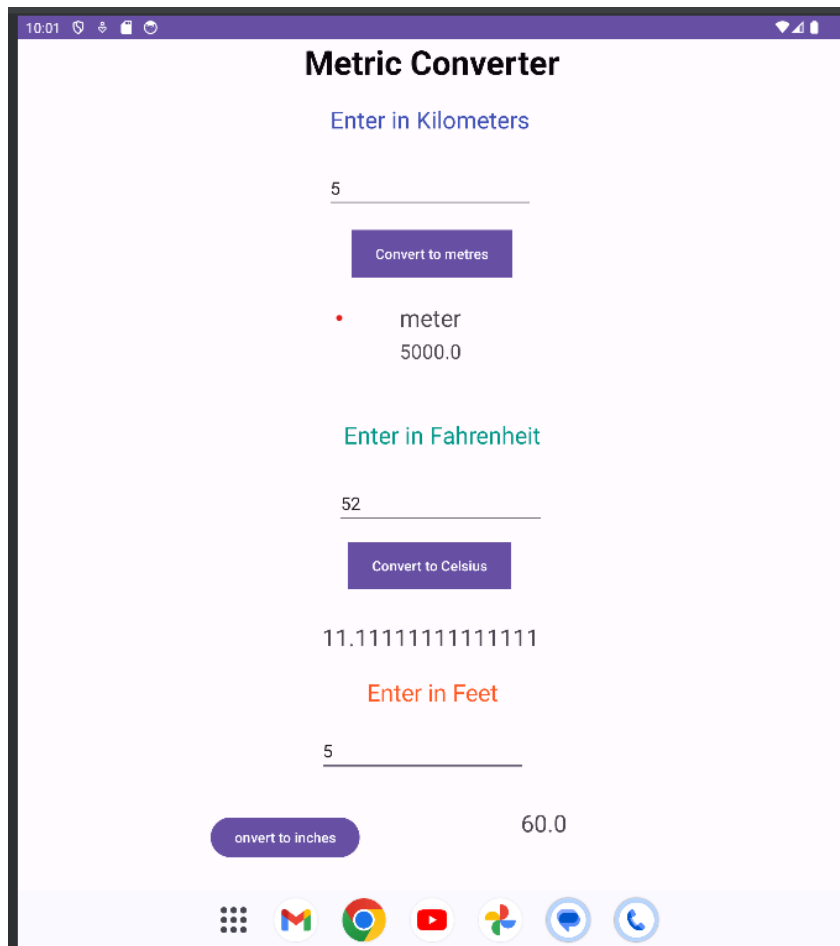 10:01
Metric Converter
Enter in Kilometers
5
Convert to metres
meter
5000.0
Enter in Fahrenheit
52
Convert to Celsius
11.11111111111111
Enter in Feet
5
60.0
onvert to inches